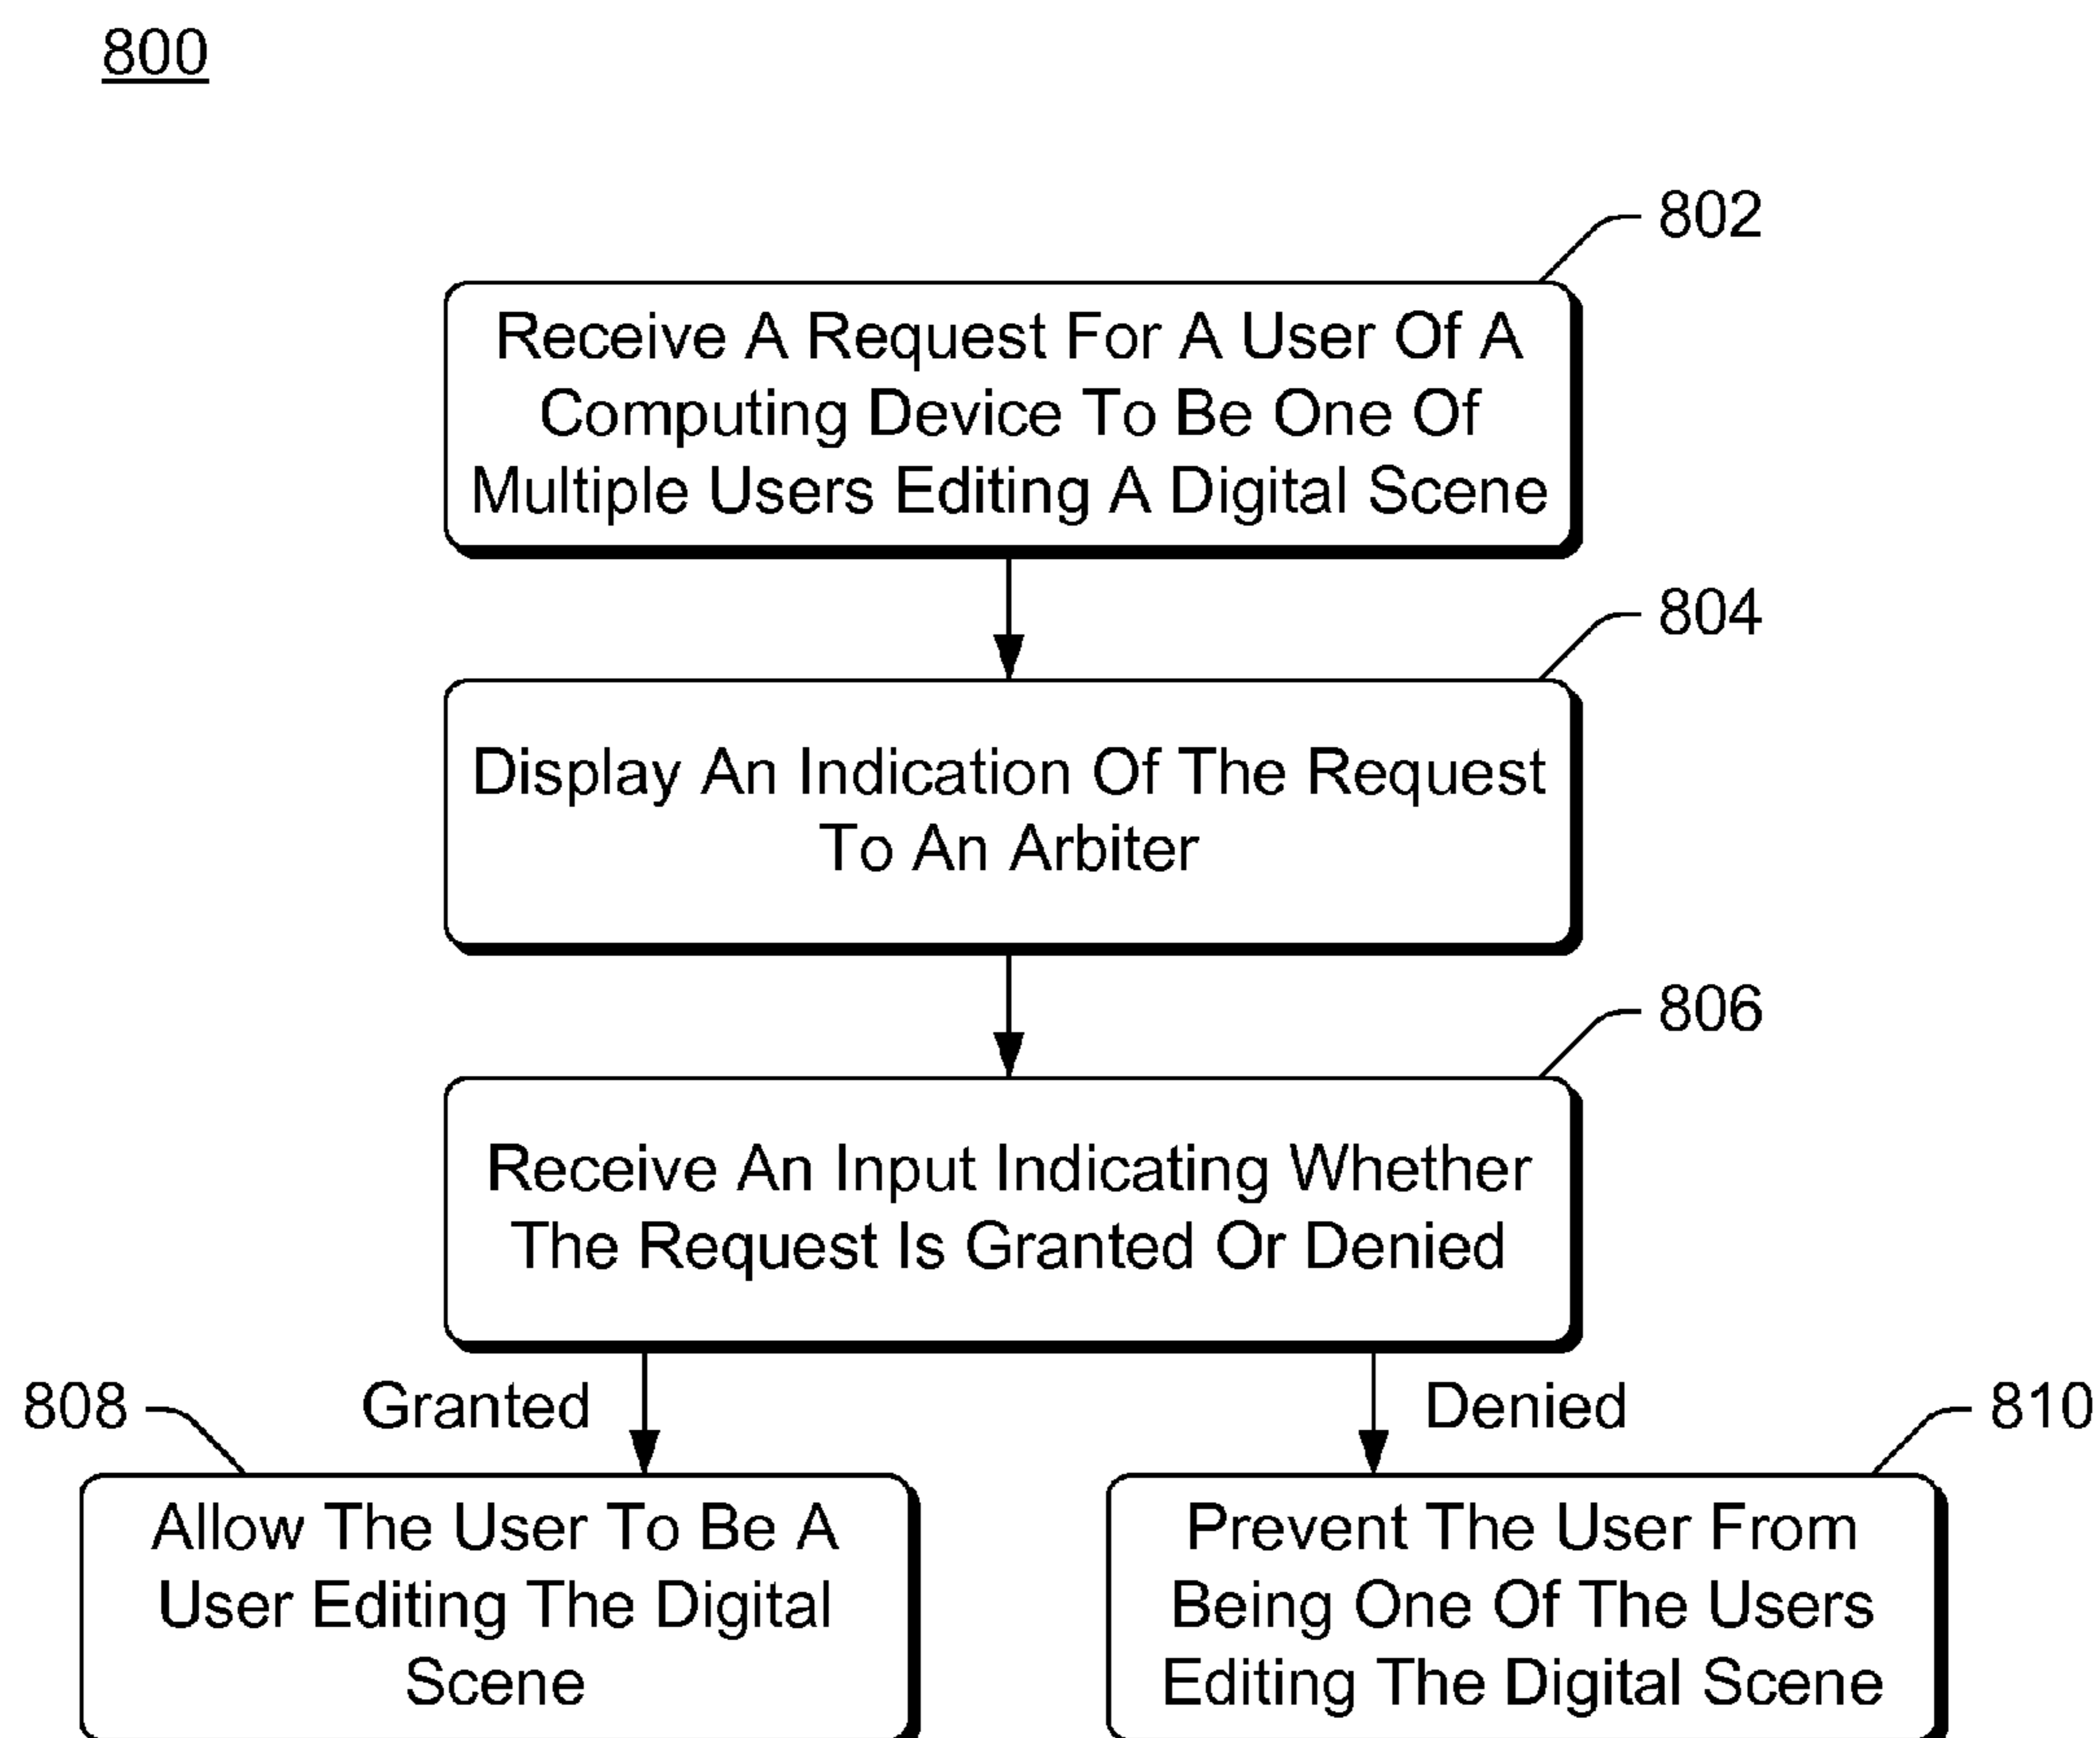 800
802
Receive A Request For A User Of A
Computing Device To Be One Of
Multiple Users Editing A Digital Scene
804
Display An Indication Of The Request
To An Arbiter
806
Receive An Input Indicating Whether
The Request Is Granted Or Denied
808
Granted
Denied
810
Allow The User To Be A
User Editing The Digital
Scene
Prevent The User From
Being One Of The Users
Editing The Digital Scene